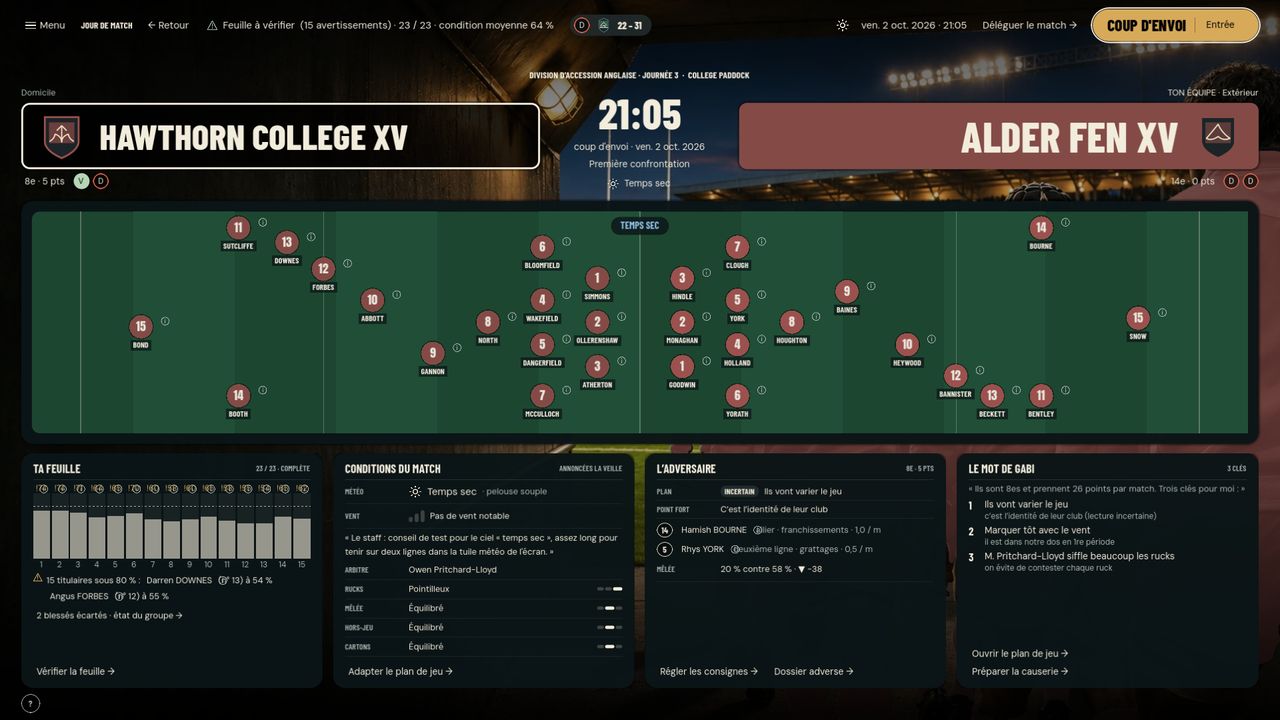 Menu
JOUR DE MATCH
← Retour
Feuille à vérifier (15 avertissements) · 23 / 23 · condition moyenne 64 %
D 22 – 31
ven. 2 oct. 2026 · 21:05
Déléguer le match →
COUP D'ENVOI Entrée
DIVISION D'ACCESSION ANGLAISE · JOURNÉE 3 · COLLEGE PADDOCK
Domicile
TON ÉQUIPE · Extérieur
HAWTHORN COLLEGE XV
21:05
coup d'envoi · ven. 2 oct. 2026
Première confrontation
Temps sec
ALDER FEN XV
8e · 5 pts V D
14e · 0 pts D D
TEMPS SEC
11 SUTCLIFFE
13 DOWNES
12 FORBES
10 ABBOTT
15 BOND
9 GANNON
14 BOOTH
8 NORTH
6 BLOOMFIELD
4 WAKEFIELD
5 DANGERFIELD
7 MCCULLOCH
1 SIMMONS
2 OLLERENSHAW
3 ATHERTON
3 HINDLE
2 MONAGHAN
1 GOODWIN
7 CLOUGH
5 YORK
4 HOLLAND
6 YORATH
8 HOUGHTON
9 BAINES
10 HEYWOOD
12 BANNISTER
13 BECKETT
11 BENTLEY
14 BOURNE
15 SNOW
TA FEUILLE
23 / 23 · COMPLÈTE
1 2 3 4 5 6 7 8 9 10 11 12 13 14 15
15 titulaires sous 80 % : Darren DOWNES (n° 13) à 54 %
Angus FORBES (n° 12) à 55 %
2 blessés écartés · état du groupe →
Vérifier la feuille →
CONDITIONS DU MATCH
ANNONCÉES LA VEILLE
MÉTÉO Temps sec · pelouse souple
VENT Pas de vent notable
« Le staff : conseil de test pour le ciel « temps sec », assez long pour
tenir sur deux lignes dans la tuile météo de l'écran. »
ARBITRE Owen Pritchard-Lloyd
RUCKS Pointilleux
MÊLÉE Équilibré
HORS-JEU Équilibré
CARTONS Équilibré
Adapter le plan de jeu →
L'ADVERSAIRE
8E · 5 PTS
PLAN INCERTAIN Ils vont varier le jeu
POINT FORT C'est l'identité de leur club
14 Hamish BOURNE ailier · franchissements · 1,0 / m
5 Rhys YORK Deuxième ligne · grattages · 0,5 / m
MÊLÉE 20 % contre 58 % · ▼ −38
Régler les consignes → Dossier adverse →
LE MOT DE GABI
3 CLÉS
« Ils sont 8es et prennent 26 points par match. Trois clés pour moi : »
1 Ils vont varier le jeu
c'est l'identité de leur club (lecture incertaine)
2 Marquer tôt avec le vent
il est dans notre dos en 1re période
3 M. Pritchard-Lloyd siffle beaucoup les rucks
on évite de contester chaque ruck
Ouvrir le plan de jeu →
Préparer la causerie →
?